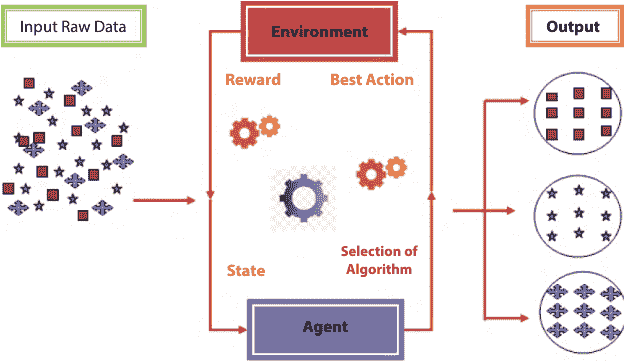 Input Raw Data
Environment
Output
Reward
Best Action
State
Selection of
Algorithm
Agent